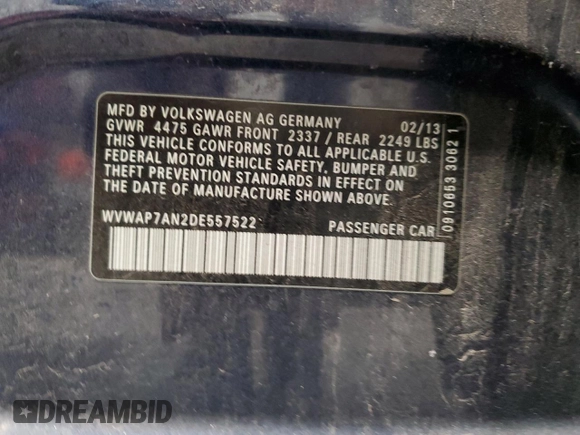 MFD BY VOLKSWAGEN AG GERMANY 02/13
GVWR 4475 GAWR FRONT 2337 / REAR 2249 LBS
THIS VEHICLE CONFORMS TO ALL APPLICABLE U.S.
FEDERAL MOTOR VEHICLE SAFETY, BUMPER AND
THEFT PREVENTION STANDARDS IN EFFECT ON
THE DATE OF MANUFACTURE SHOWN ABOVE.
WVWAP7AN2DE557522 PASSENGER CAR
0910653 3062 1
DREAMBID